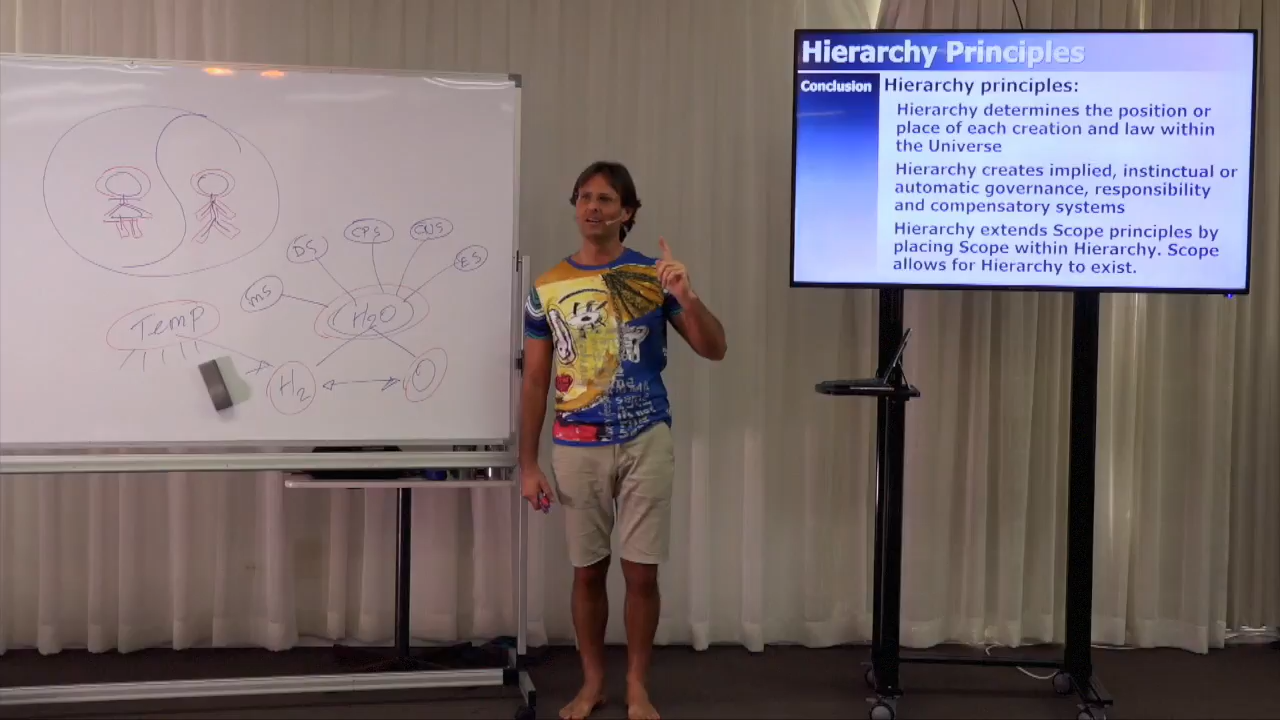 Hierarchy Principles
Conclusion
Hierarchy principles:
Hierarchy determines the position or
place of each creation and law within
the Universe
Hierarchy creates implied, instinctual or
automatic governance, responsibility
and compensatory systems
Hierarchy extends Scope principles by
placing Scope within Hierarchy. Scope
allows for Hierarchy to exist.
DS
CPS
ES
MS
Temp
H2O
H2
O